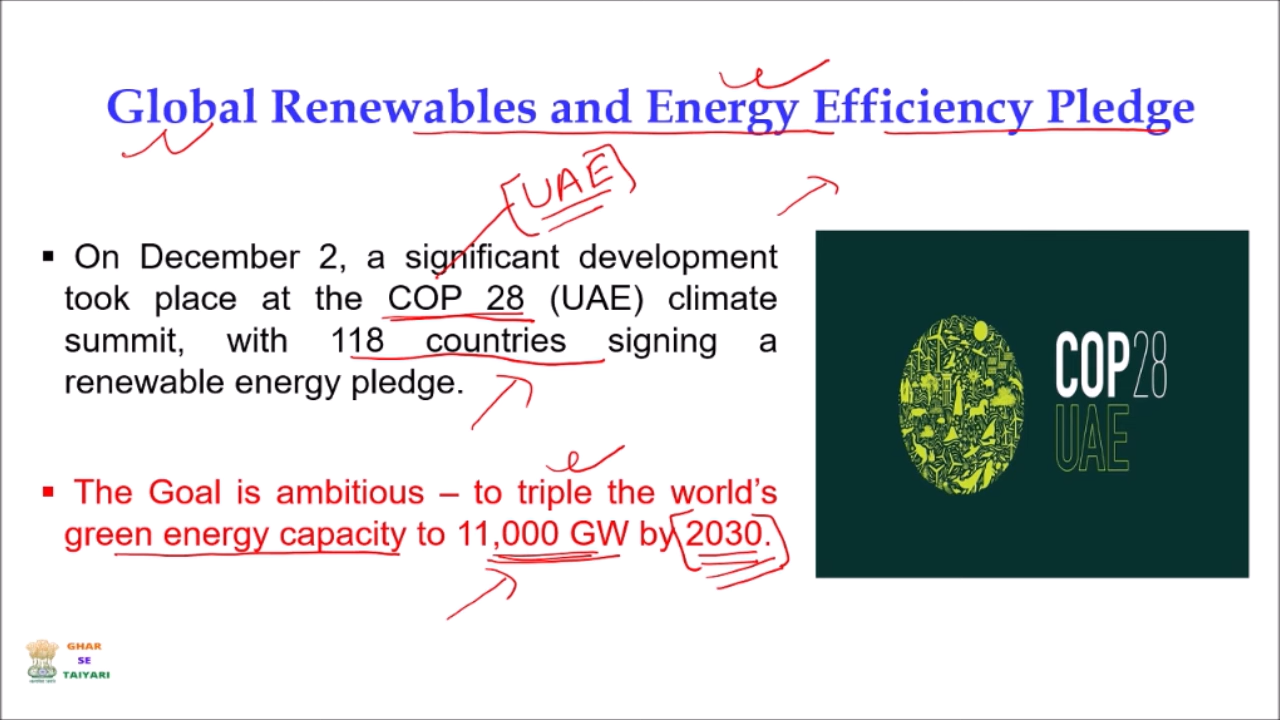 Global Renewables and Energy Efficiency Pledge
[UAE]
▪ On December 2, a significant development
took place at the COP 28 (UAE) climate
summit, with 118 countries signing a
renewable energy pledge.
▪ The Goal is ambitious – to triple the world's
green energy capacity to 11,000 GW by 2030.
COP28
UAE
GHAR
SE
TAIYARI